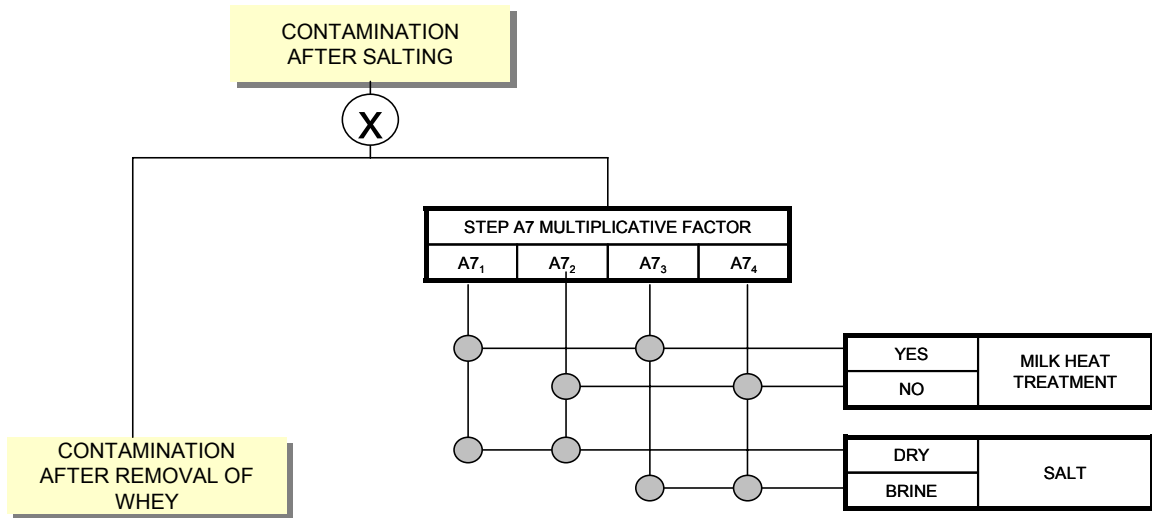 CONTAMINATION
AFTER SALTING
X
STEP A7 MULTIPLICATIVE FACTOR
A7₁ A7₂ A7₃ A7₄
YES
NO
MILK HEAT
TREATMENT
CONTAMINATION
AFTER REMOVAL OF
WHEY
DRY
BRINE
SALT